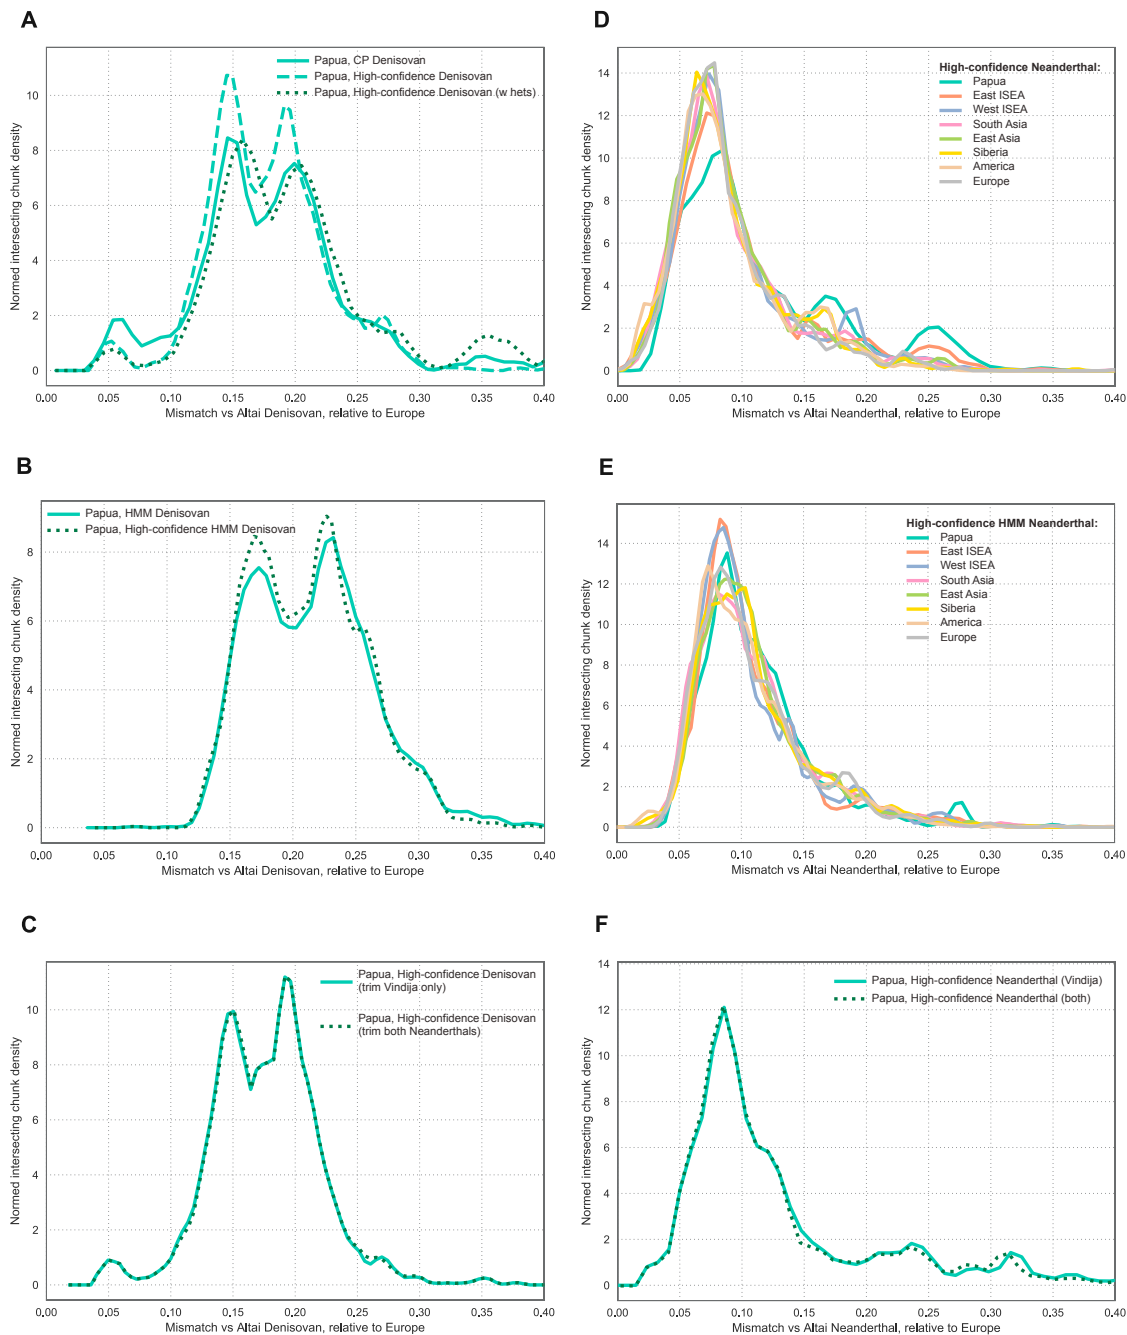 A
Normed intersecting chunk density
10
8
6
4
2
0
Papua, CP Denisovan
Papua, High-confidence Denisovan
Papua, High-confidence Denisovan (w hets)
0.00 0.05 0.10 0.15 0.20 0.25 0.30 0.35 0.40
Mismatch vs Altai Denisovan, relative to Europe
D
Normed intersecting chunk density
14
12
10
8
6
4
2
0
High-confidence Neanderthal:
Papua
East ISEA
West ISEA
South Asia
East Asia
Siberia
America
Europe
0.00 0.05 0.10 0.15 0.20 0.25 0.30 0.35 0.40
Mismatch vs Altai Neanderthal, relative to Europe
B
Normed intersecting chunk density
8
6
4
2
0
Papua, HMM Denisovan
Papua, High-confidence HMM Denisovan
0.00 0.05 0.10 0.15 0.20 0.25 0.30 0.35 0.40
Mismatch vs Altai Denisovan, relative to Europe
E
Normed intersecting chunk density
14
12
10
8
6
4
2
0
High-confidence HMM Neanderthal:
Papua
East ISEA
West ISEA
South Asia
East Asia
Siberia
America
Europe
0.00 0.05 0.10 0.15 0.20 0.25 0.30 0.35 0.40
Mismatch vs Altai Neanderthal, relative to Europe
C
Normed intersecting chunk density
10
8
6
4
2
0
Papua, High-confidence Denisovan
(trim Vindija only)
Papua, High-confidence Denisovan
(trim both Neanderthals)
0.00 0.05 0.10 0.15 0.20 0.25 0.30 0.35 0.40
Mismatch vs Altai Denisovan, relative to Europe
F
Normed intersecting chunk density
14
12
10
8
6
4
2
0
Papua, High-confidence Neanderthal (Vindija)
Papua, High-confidence Neanderthal (both)
0.00 0.05 0.10 0.15 0.20 0.25 0.30 0.35 0.40
Mismatch vs Altai Neanderthal, relative to Europe